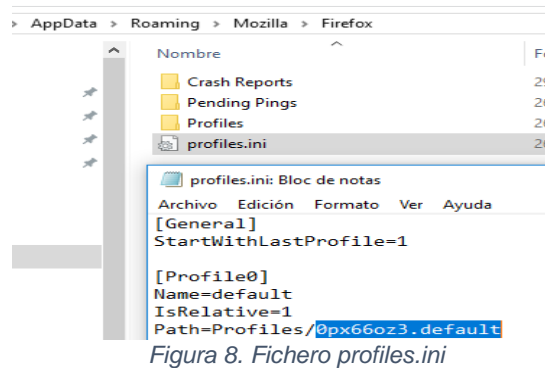 AppData > Roaming > Mozilla > Firefox
Nombre
Crash Reports
Pending Pings
Profiles
profiles.ini
profiles.ini: Bloc de notas
Archivo Edición Formato Ver Ayuda
[General]
StartWithLastProfile=1
[Profile0]
Name=default
IsRelative=1
Path=Profiles/0px66oz3.default
Figura 8. Fichero profiles.ini